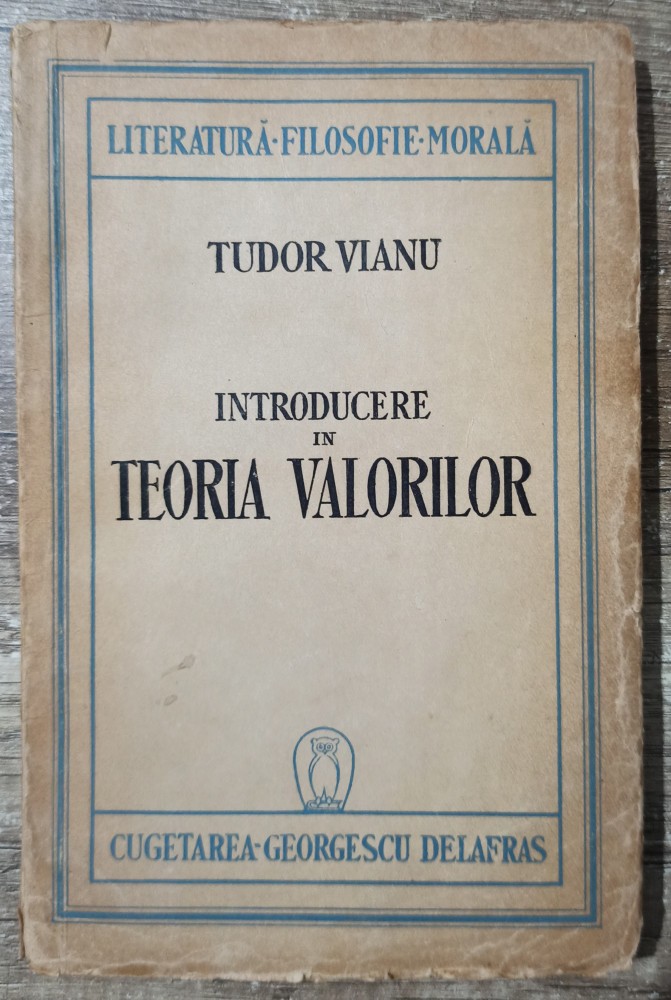 LITERATURĂ·FILOSOFIE·MORALĂ
TUDOR VIANU
INTRODUCERE
IN
TEORIA VALORILOR
CUGETAREA-GEORGESCU DELAFRAS